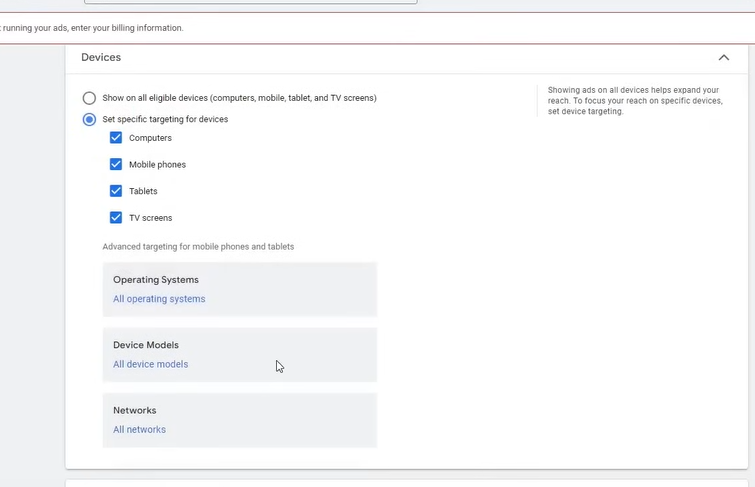 running your ads, enter your billing information.
Devices
Show on all eligible devices (computers, mobile, tablet, and TV screens)
Set specific targeting for devices
Computers
Mobile phones
Tablets
TV screens
Advanced targeting for mobile phones and tablets
Operating Systems
All operating systems
Device Models
All device models
Networks
All networks
Showing ads on all devices helps expand your
reach. To focus your reach on specific devices,
set device targeting.